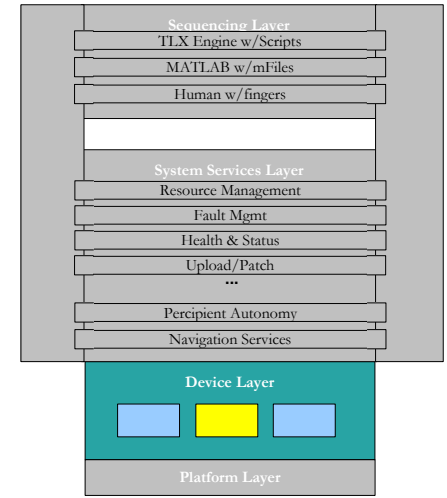 Sequencing Layer
TLX Engine w/Scripts
MATLAB w/mFiles
Human w/fingers
System Services Layer
Resource Management
Fault Mgmt
Health & Status
Upload/Patch
...
Percipient Autonomy
Navigation Services
Device Layer
Platform Layer